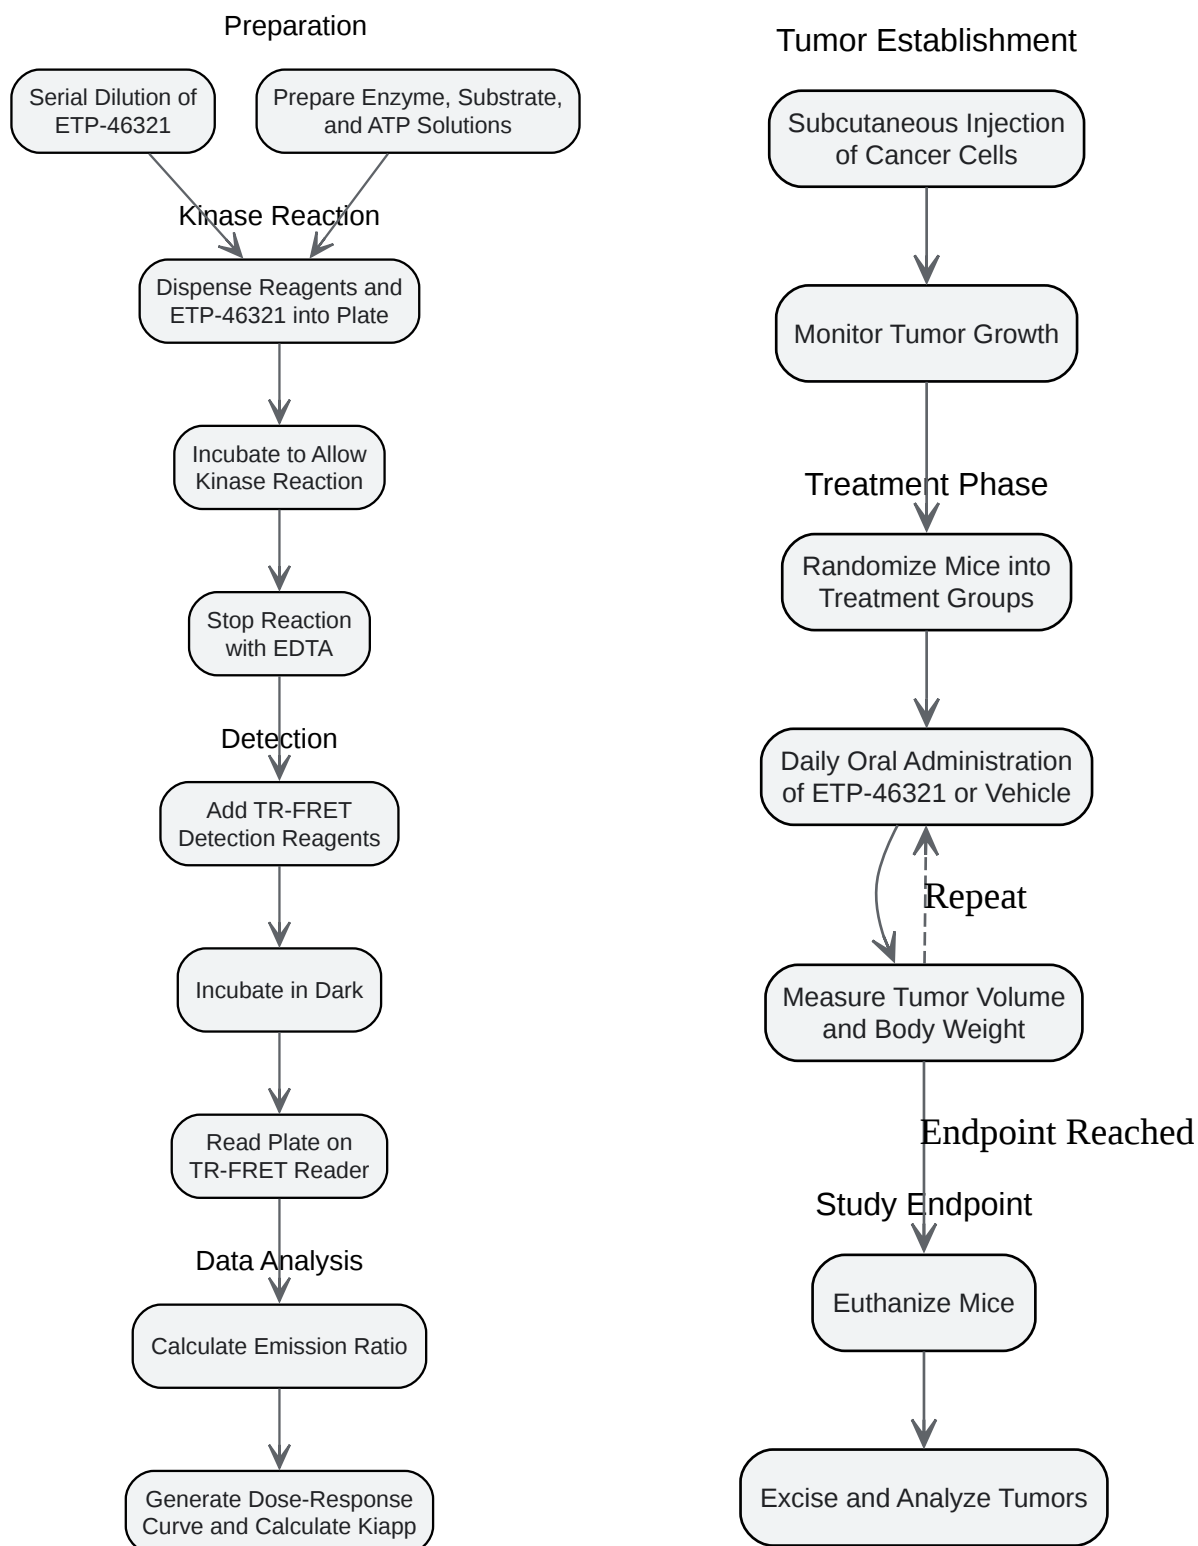 Preparation
Serial Dilution of
ETP-46321
Prepare Enzyme, Substrate,
and ATP Solutions
Kinase Reaction
Dispense Reagents and
ETP-46321 into Plate
Incubate to Allow
Kinase Reaction
Stop Reaction
with EDTA
Detection
Add TR-FRET
Detection Reagents
Incubate in Dark
Read Plate on
TR-FRET Reader
Data Analysis
Calculate Emission Ratio
Generate Dose-Response
Curve and Calculate Kiapp
Tumor Establishment
Subcutaneous Injection
of Cancer Cells
Monitor Tumor Growth
Treatment Phase
Randomize Mice into
Treatment Groups
Daily Oral Administration
of ETP-46321 or Vehicle
Repeat
Measure Tumor Volume
and Body Weight
Endpoint Reached
Study Endpoint
Euthanize Mice
Excise and Analyze Tumors